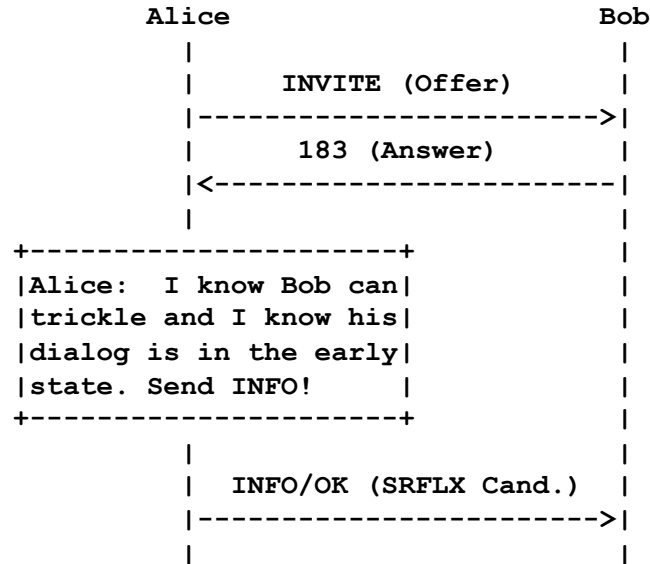 Alice Bob
INVITE (Offer)
183 (Answer)
Alice: I know Bob can
trickle and I know his
dialog is in the early
state. Send INFO!
INFO/OK (SRFLX Cand.)